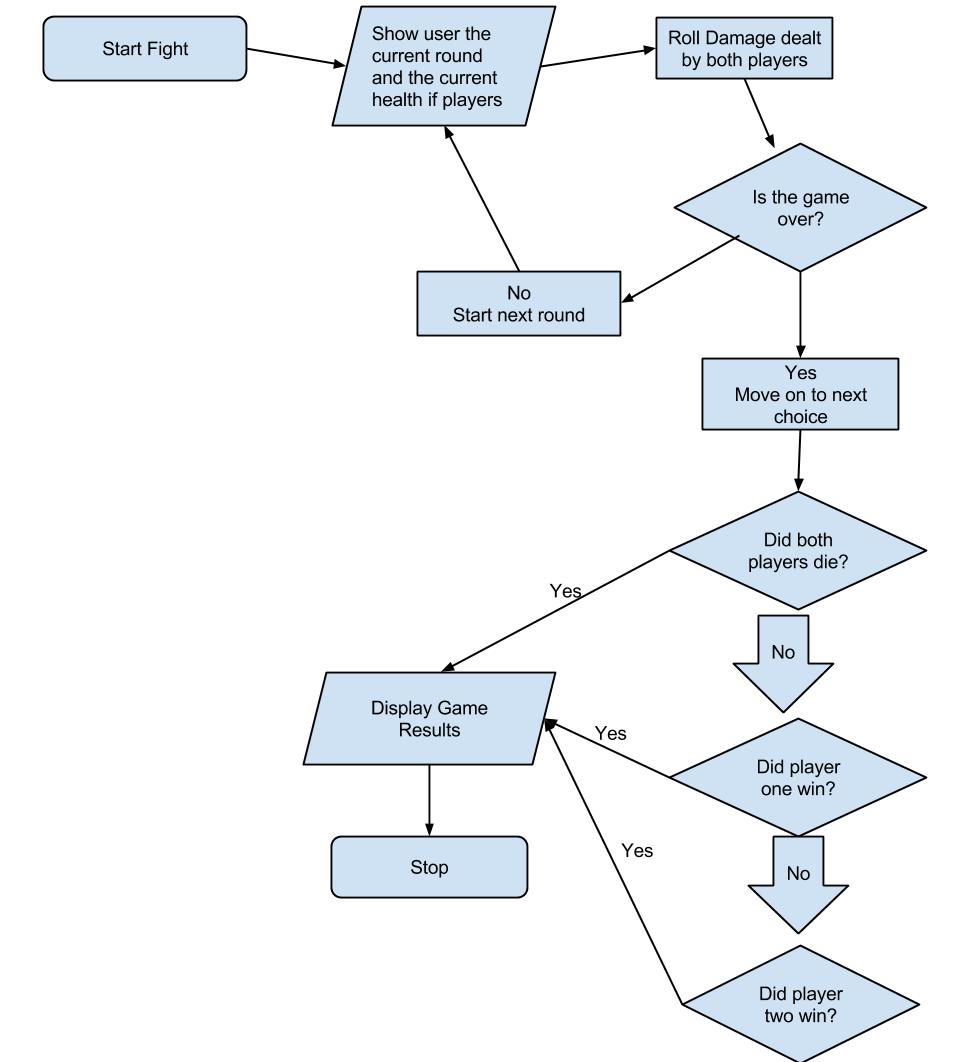 Start Fight
Show user the
current round
and the current
health if players
Roll Damage dealt
by both players
Is the game
over?
No
Start next round
Yes
Move on to next
choice
Did both
players die?
Yes
No
Display Game
Results
Yes
Did player
one win?
Stop
Yes
No
Did player
two win?